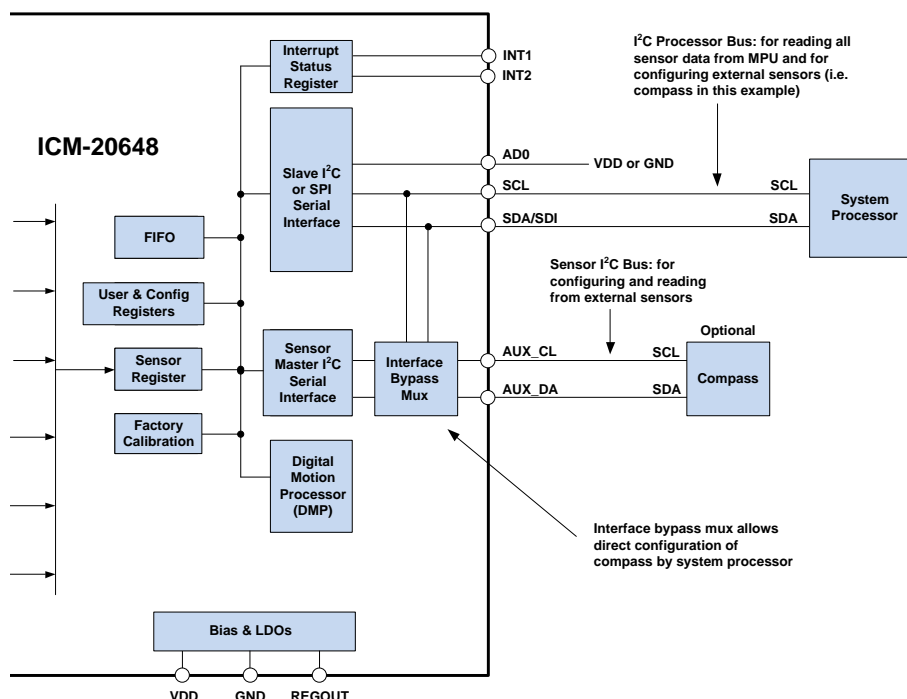 ICM-20648
Interrupt
Status
Register
INT1
INT2
I²C Processor Bus: for reading all
sensor data from MPU and for
configuring external sensors (i.e.
compass in this example)
Slave I²C
or SPI
Serial
Interface
AD0
VDD or GND
SCL
SCL
SDA/SDI
SDA
System
Processor
FIFO
User & Config
Registers
Sensor
Register
Factory
Calibration
Sensor
Master I²C
Serial
Interface
Interface
Bypass
Mux
Digital
Motion
Processor
(DMP)
Sensor I²C Bus: for
configuring and reading
from external sensors
AUX_CL
SCL
AUX_DA
SDA
Optional
Compass
Interface bypass mux allows
direct configuration of
compass by system processor
Bias & LDOs
VDD
GND
REGOUT